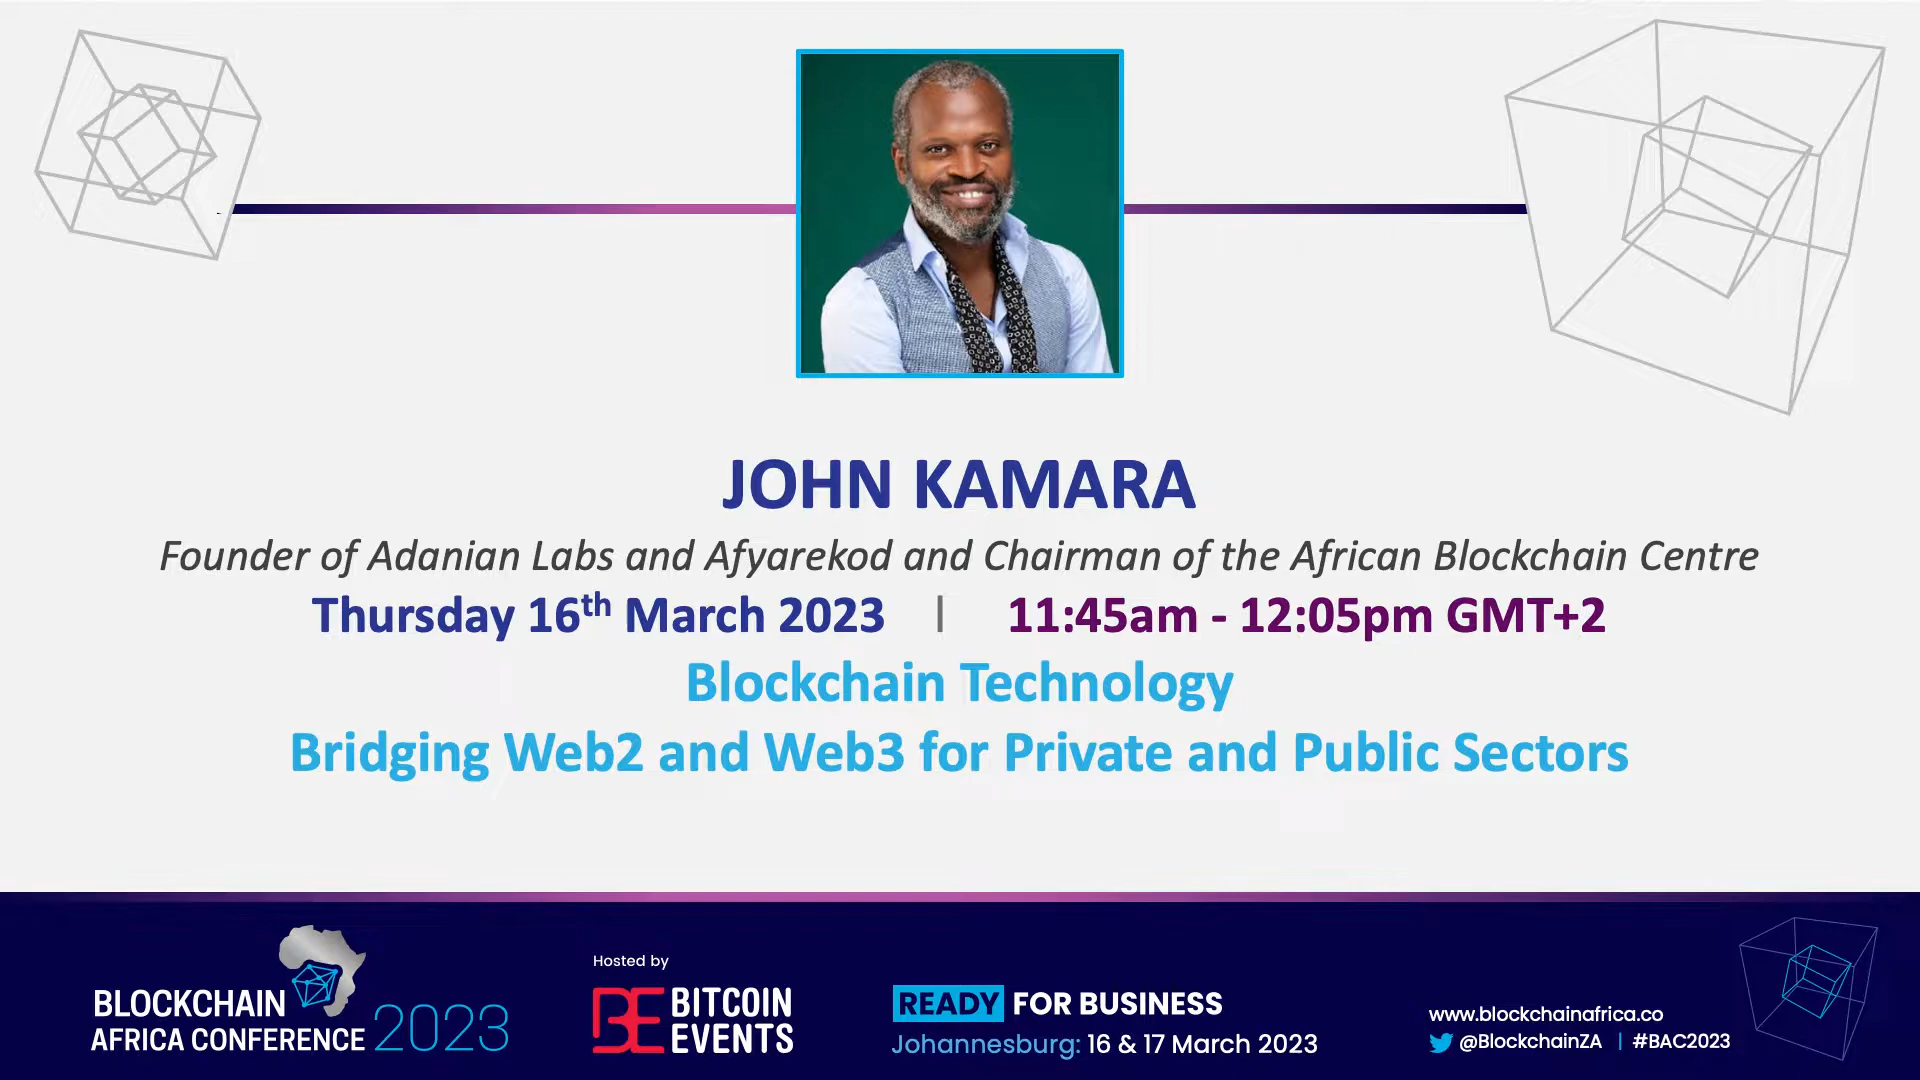 JOHN KAMARA
Founder of Adanian Labs and Afyarekod and Chairman of the African Blockchain Centre
Thursday 16th March 2023 | 11:45am - 12:05pm GMT+2
Blockchain Technology
Bridging Web2 and Web3 for Private and Public Sectors
BLOCKCHAIN
AFRICA CONFERENCE 2023
Hosted by
BE BITCOIN
EVENTS
READY FOR BUSINESS
Johannesburg: 16 & 17 March 2023
www.blockchainafrica.co
@BlockchainZA | #BAC2023